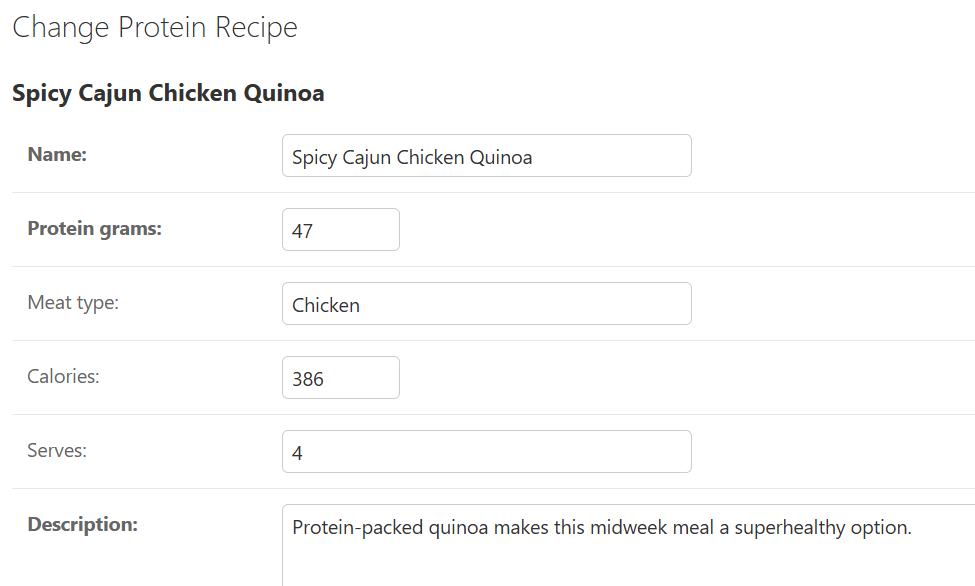 Change Protein Recipe
Spicy Cajun Chicken Quinoa
Name: Spicy Cajun Chicken Quinoa
Protein grams: 47
Meat type: Chicken
Calories: 386
Serves: 4
Description: Protein-packed quinoa makes this midweek meal a superhealthy option.